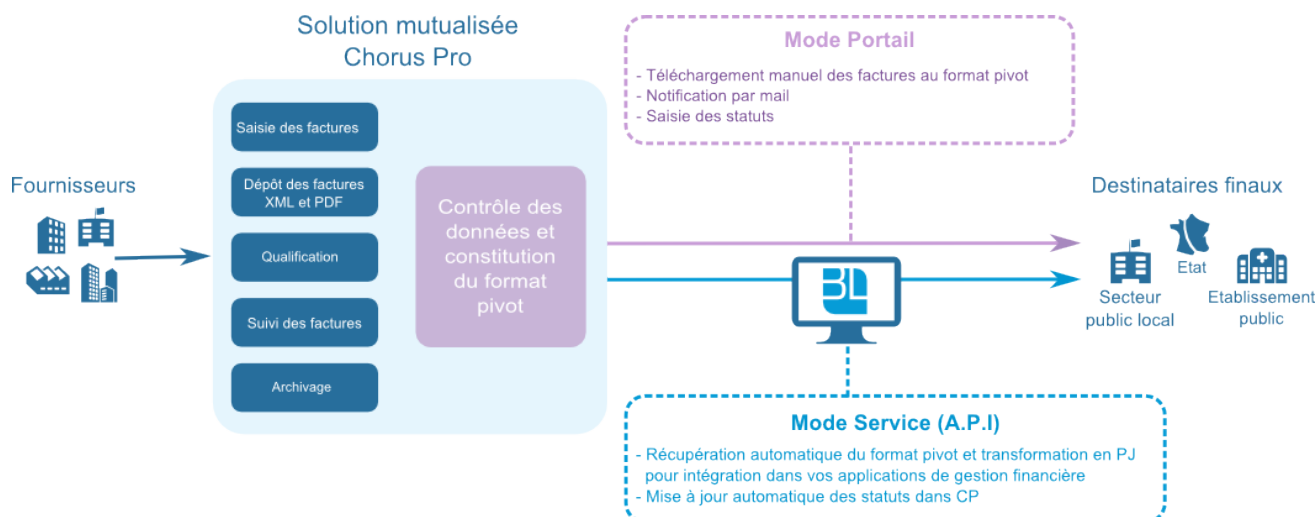 Solution mutualisée
Chorus Pro
Fournisseurs
Saisie des factures
Dépôt des factures
XML et PDF
Qualification
Suivi des factures
Archivage
Contrôle des
données et
constitution
du format
pivot
Mode Portail
- Téléchargement manuel des factures au format pivot
- Notification par mail
- Saisie des statuts
BL
Mode Service (A.P.I)
- Récupération automatique du format pivot et transformation en PJ
pour intégration dans vos applications de gestion financière
- Mise à jour automatique des statuts dans CP
Destinataires finaux
Etat
Secteur
public local
Etablissement
public